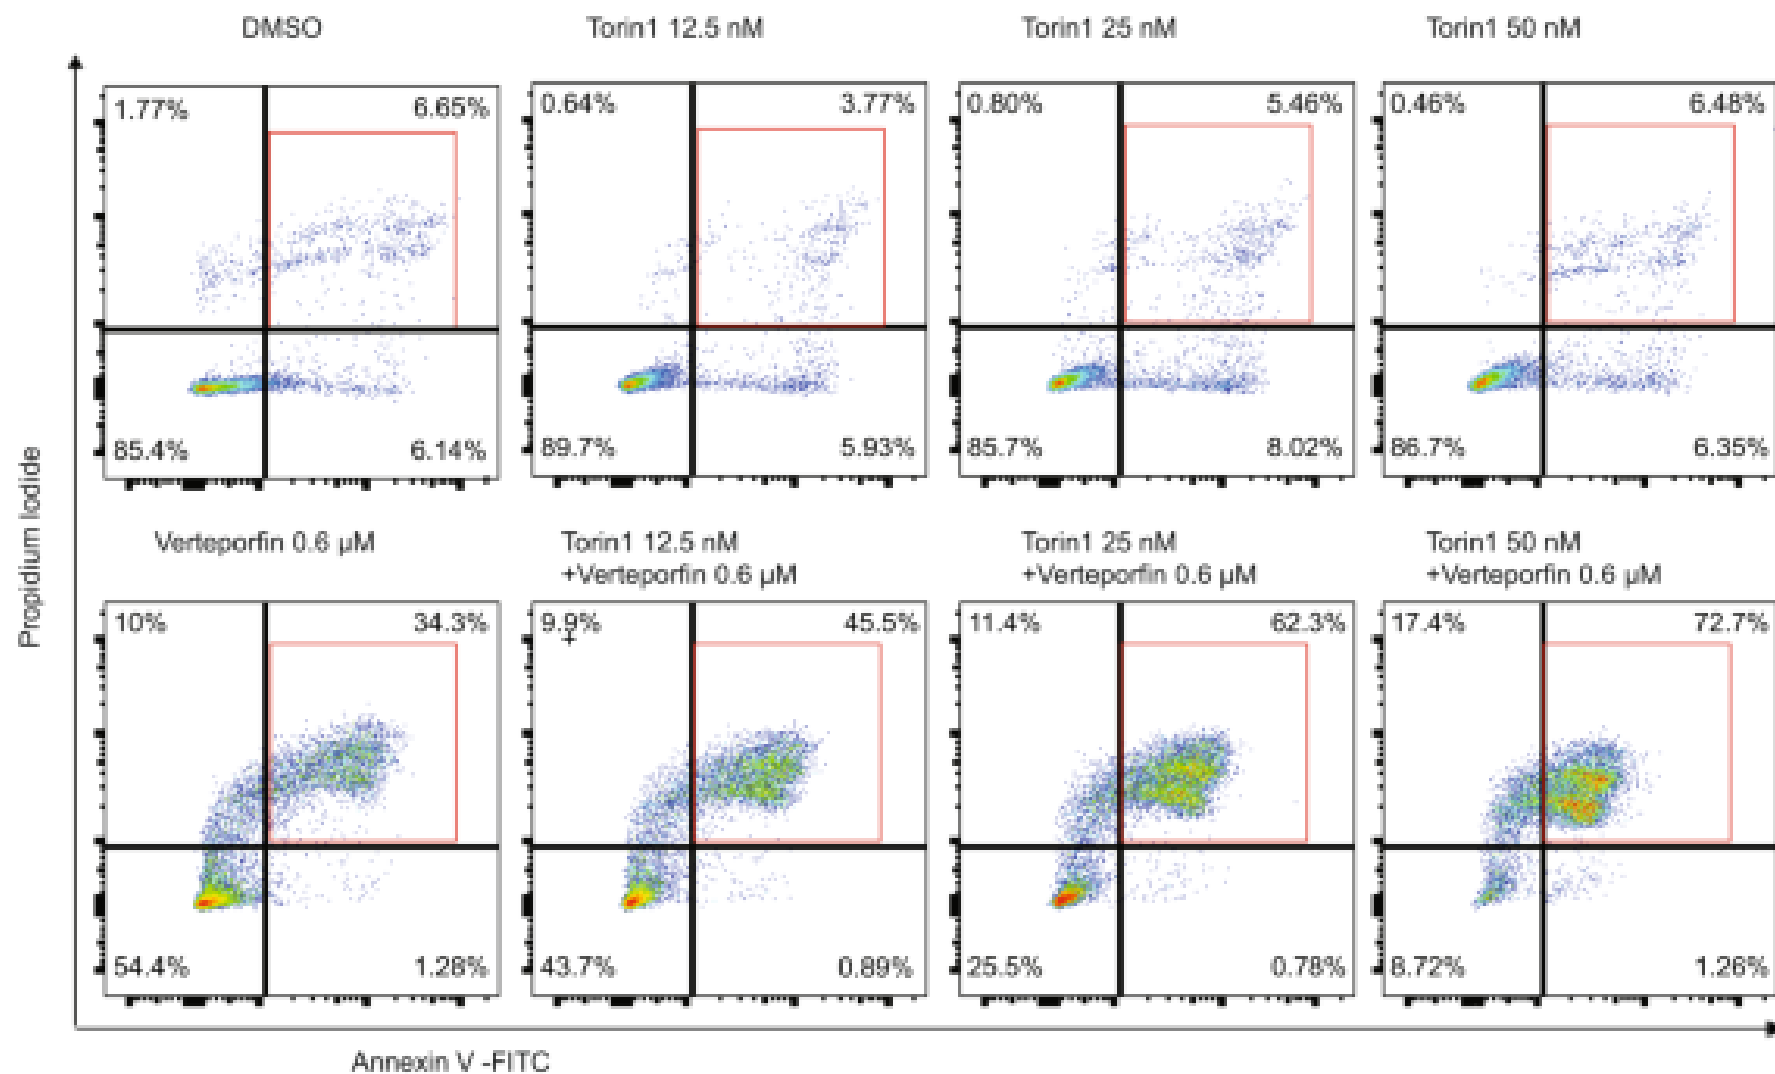 DMSO
Torin1 12.5 nM
Torin1 25 nM
Torin1 50 nM
1.77%
6.65%
0.64%
3.77%
0.80%
5.46%
0.46%
6.48%
85.4%
6.14%
89.7%
5.93%
85.7%
8.02%
86.7%
6.35%
Propidium Iodide
Verteporfin 0.6 µM
Torin1 12.5 nM
+Verteporfin 0.6 µM
Torin1 25 nM
+Verteporfin 0.6 µM
Torin1 50 nM
+Verteporfin 0.6 µM
10%
34.3%
9.9%
+
45.5%
11.4%
62.3%
17.4%
72.7%
54.4%
1.28%
43.7%
0.89%
25.5%
0.78%
8.72%
1.26%
Annexin V -FITC